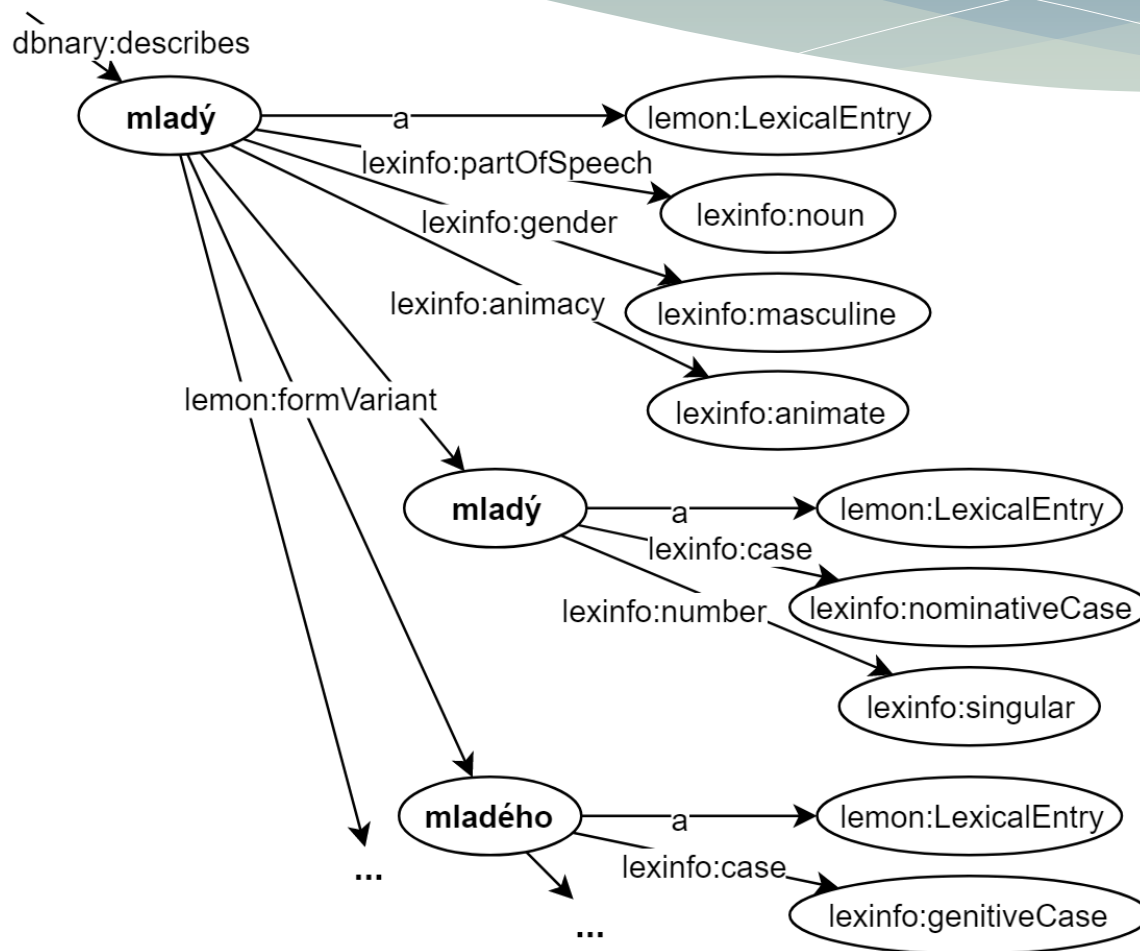 dbnary:describes
mladý
a
lemon:LexicalEntry
lexinfo:partOfSpeech
lexinfo:noun
lexinfo:gender
lexinfo:masculine
lexinfo:animacy
lexinfo:animate
lemon:formVariant
mladý
a
lemon:LexicalEntry
lexinfo:case
lexinfo:nominativeCase
lexinfo:number
lexinfo:singular
mladého
a
lemon:LexicalEntry
lexinfo:case
lexinfo:genitiveCase
...
...